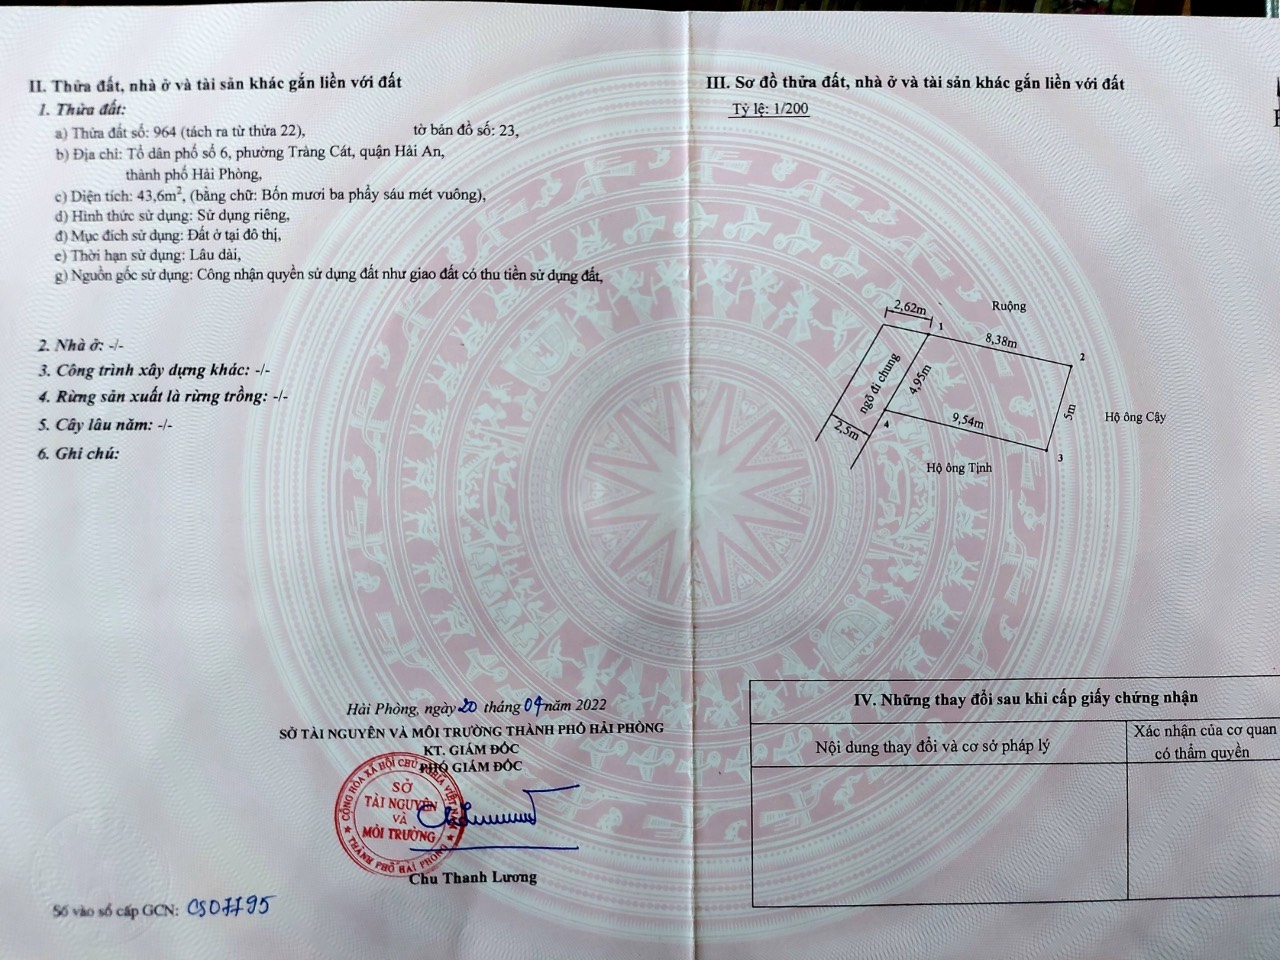 II. Thửa đất, nhà ở và tài sản khác gắn liền với đất
1. Thửa đất:
a) Thửa đất số: 964 (tách ra từ thửa 22), tờ bản đồ số: 23,
b) Địa chỉ: Tổ dân phố số 6, phường Tràng Cát, quận Hải An,
thành phố Hải Phòng,
c) Diện tích: 43,6m², (bằng chữ: Bốn mươi ba phẩy sáu mét vuông),
d) Hình thức sử dụng: Sử dụng riêng,
đ) Mục đích sử dụng: Đất ở tại đô thị,
e) Thời hạn sử dụng: Lâu dài,
g) Nguồn gốc sử dụng: Công nhận quyền sử dụng đất như giao đất có thu tiền sử dụng đất,
2. Nhà ở: -/-
3. Công trình xây dựng khác: -/-
4. Rừng sản xuất là rừng trồng: -/-
5. Cây lâu năm: -/-
6. Ghi chú:
Hải Phòng, ngày 20 tháng 04 năm 2022
SỞ TÀI NGUYÊN VÀ MÔI TRƯỜNG THÀNH PHỐ HẢI PHÒNG
KT. GIÁM ĐỐC
PHÓ GIÁM ĐỐC
CỘNG HÒA XÃ HỘI CHỦ NGHĨA VIỆT NAM
SỞ
TÀI NGUYÊN
VÀ
MÔI TRƯỜNG
THÀNH PHỐ HẢI PHÒNG
Chu Thanh Lương
Số vào sổ cấp GCN: CS07795
III. Sơ đồ thửa đất, nhà ở và tài sản khác gắn liền với đất
Tỷ lệ: 1/200
2,62m
1
Ruộng
8,38m
2
ngõ đi chung
4,95m
5m
Hộ ông Cậy
2,5m
4
9,54m
3
Hộ ông Tịnh
IV. Những thay đổi sau khi cấp giấy chứng nhận
Nội dung thay đổi và cơ sở pháp lý
Xác nhận của cơ quan
có thẩm quyền